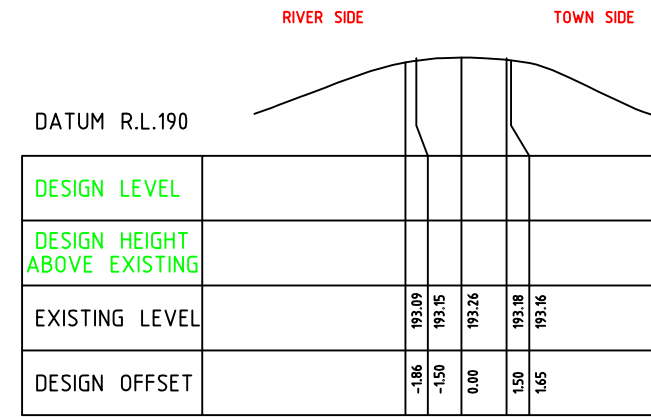 RIVER SIDE TOWN SIDE
DATUM R.L.190
DESIGN LEVEL
DESIGN HEIGHT
ABOVE EXISTING
EXISTING LEVEL 193.09 193.15 193.26 193.18 193.16
DESIGN OFFSET -1.86 -1.50 0.00 1.50 1.65